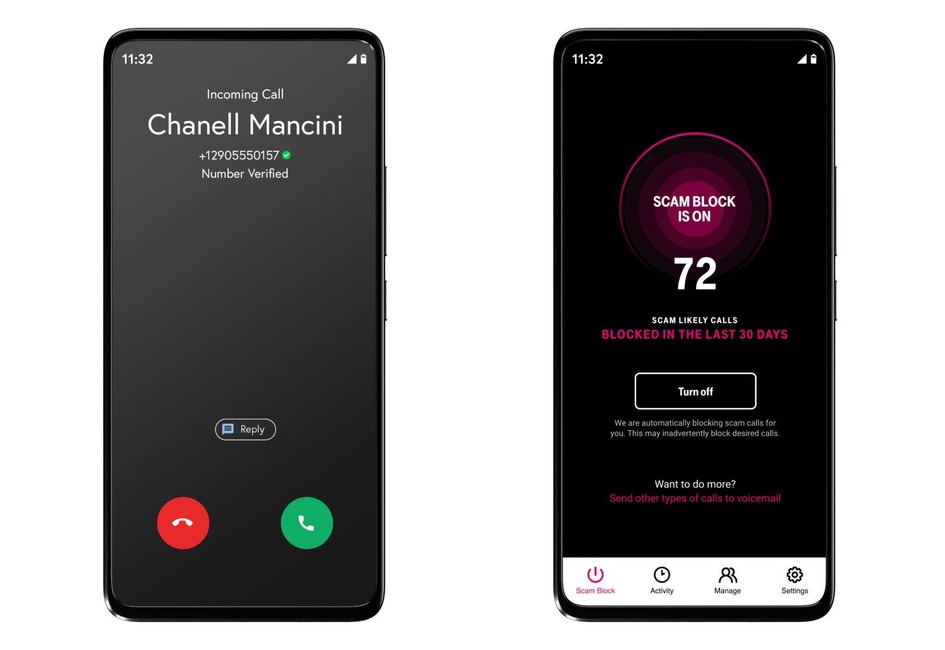 11:32
Incoming Call
Chanell Mancini
+12905550157
Number Verified
Reply
11:32
SCAM BLOCK
IS ON
72
SCAM LIKELY CALLS
BLOCKED IN THE LAST 30 DAYS
Turn off
We are automatically blocking scam calls for
you. This may inadvertently block desired calls.
Want to do more?
Send other types of calls to voicemail
Scam Block
Activity
Manage
Settings